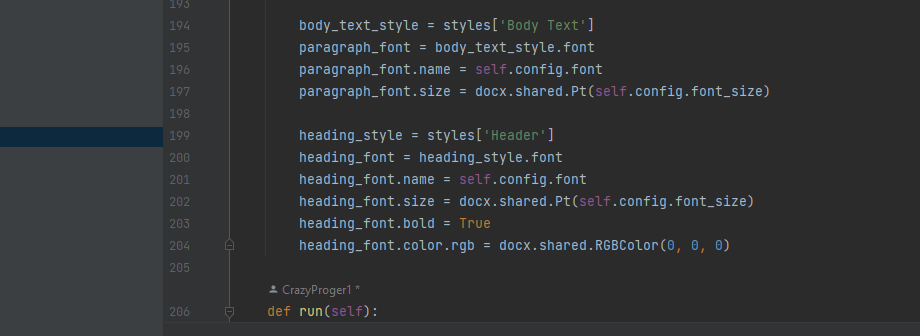 193
194 body_text_style = styles['Body Text']
195 paragraph_font = body_text_style.font
196 paragraph_font.name = self.config.font
197 paragraph_font.size = docx.shared.Pt(self.config.font_size)
198
199 heading_style = styles['Header']
200 heading_font = heading_style.font
201 heading_font.name = self.config.font
202 heading_font.size = docx.shared.Pt(self.config.font_size)
203 heading_font.bold = True
204 heading_font.color.rgb = docx.shared.RGBColor(0, 0, 0)
205
CrazyProger1 *
206 def run(self):